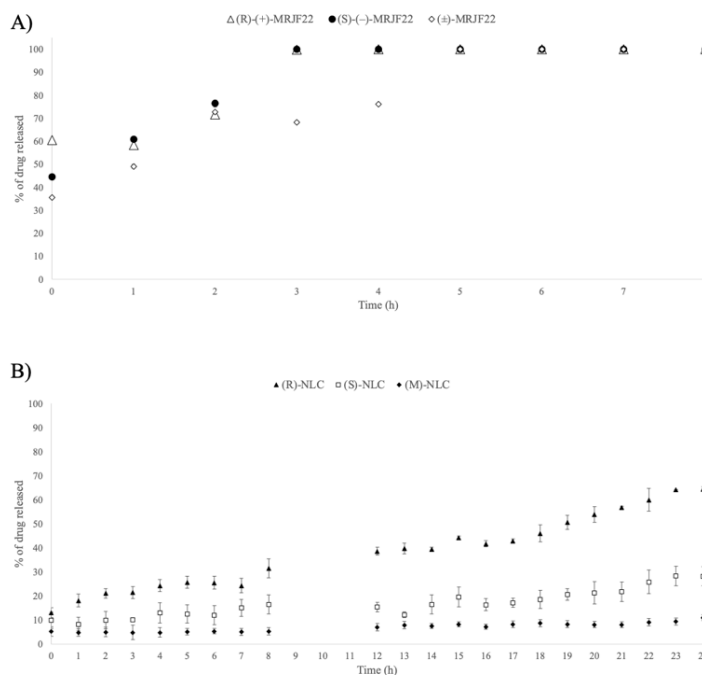 A)
△ (R)-(+)-MRJF22 ● (S)-(–)-MRJF22 ◇ (±)-MRJF22
% of drug released
100
90
80
70
60
50
40
30
20
10
0
0 1 2 3 4 5 6 7
Time (h)
B)
▲ (R)-NLC □ (S)-NLC ◆ (M)-NLC
% of drug released
100
90
80
70
60
50
40
30
20
10
0
0 1 2 3 4 5 6 7 8 9 10 11 12 13 14 15 16 17 18 19 20 21 22 23 2
Time (h)